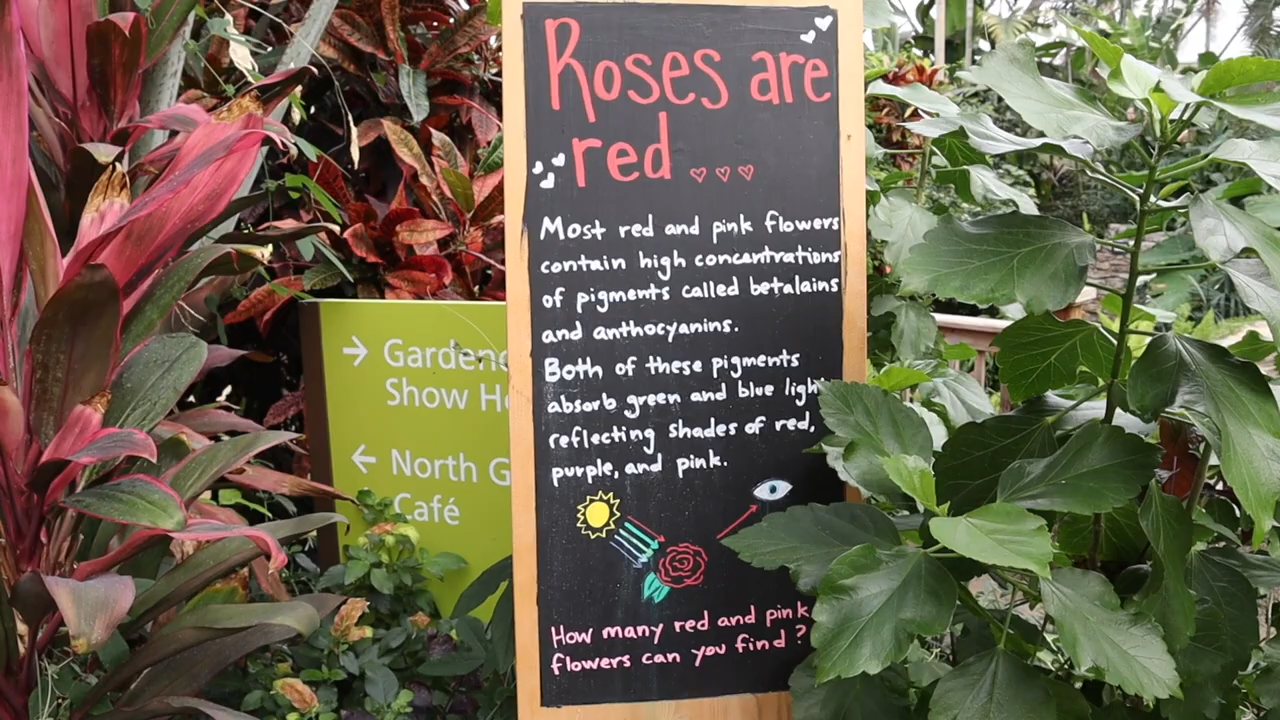 Roses are
red...
Most red and pink flowers
contain high concentrations
of pigments called betalains
and anthocyanins.
Both of these pigments
absorb green and blue light
reflecting shades of red,
purple, and pink.
How many red and pink
flowers can you find?
→
Show
← North
Café